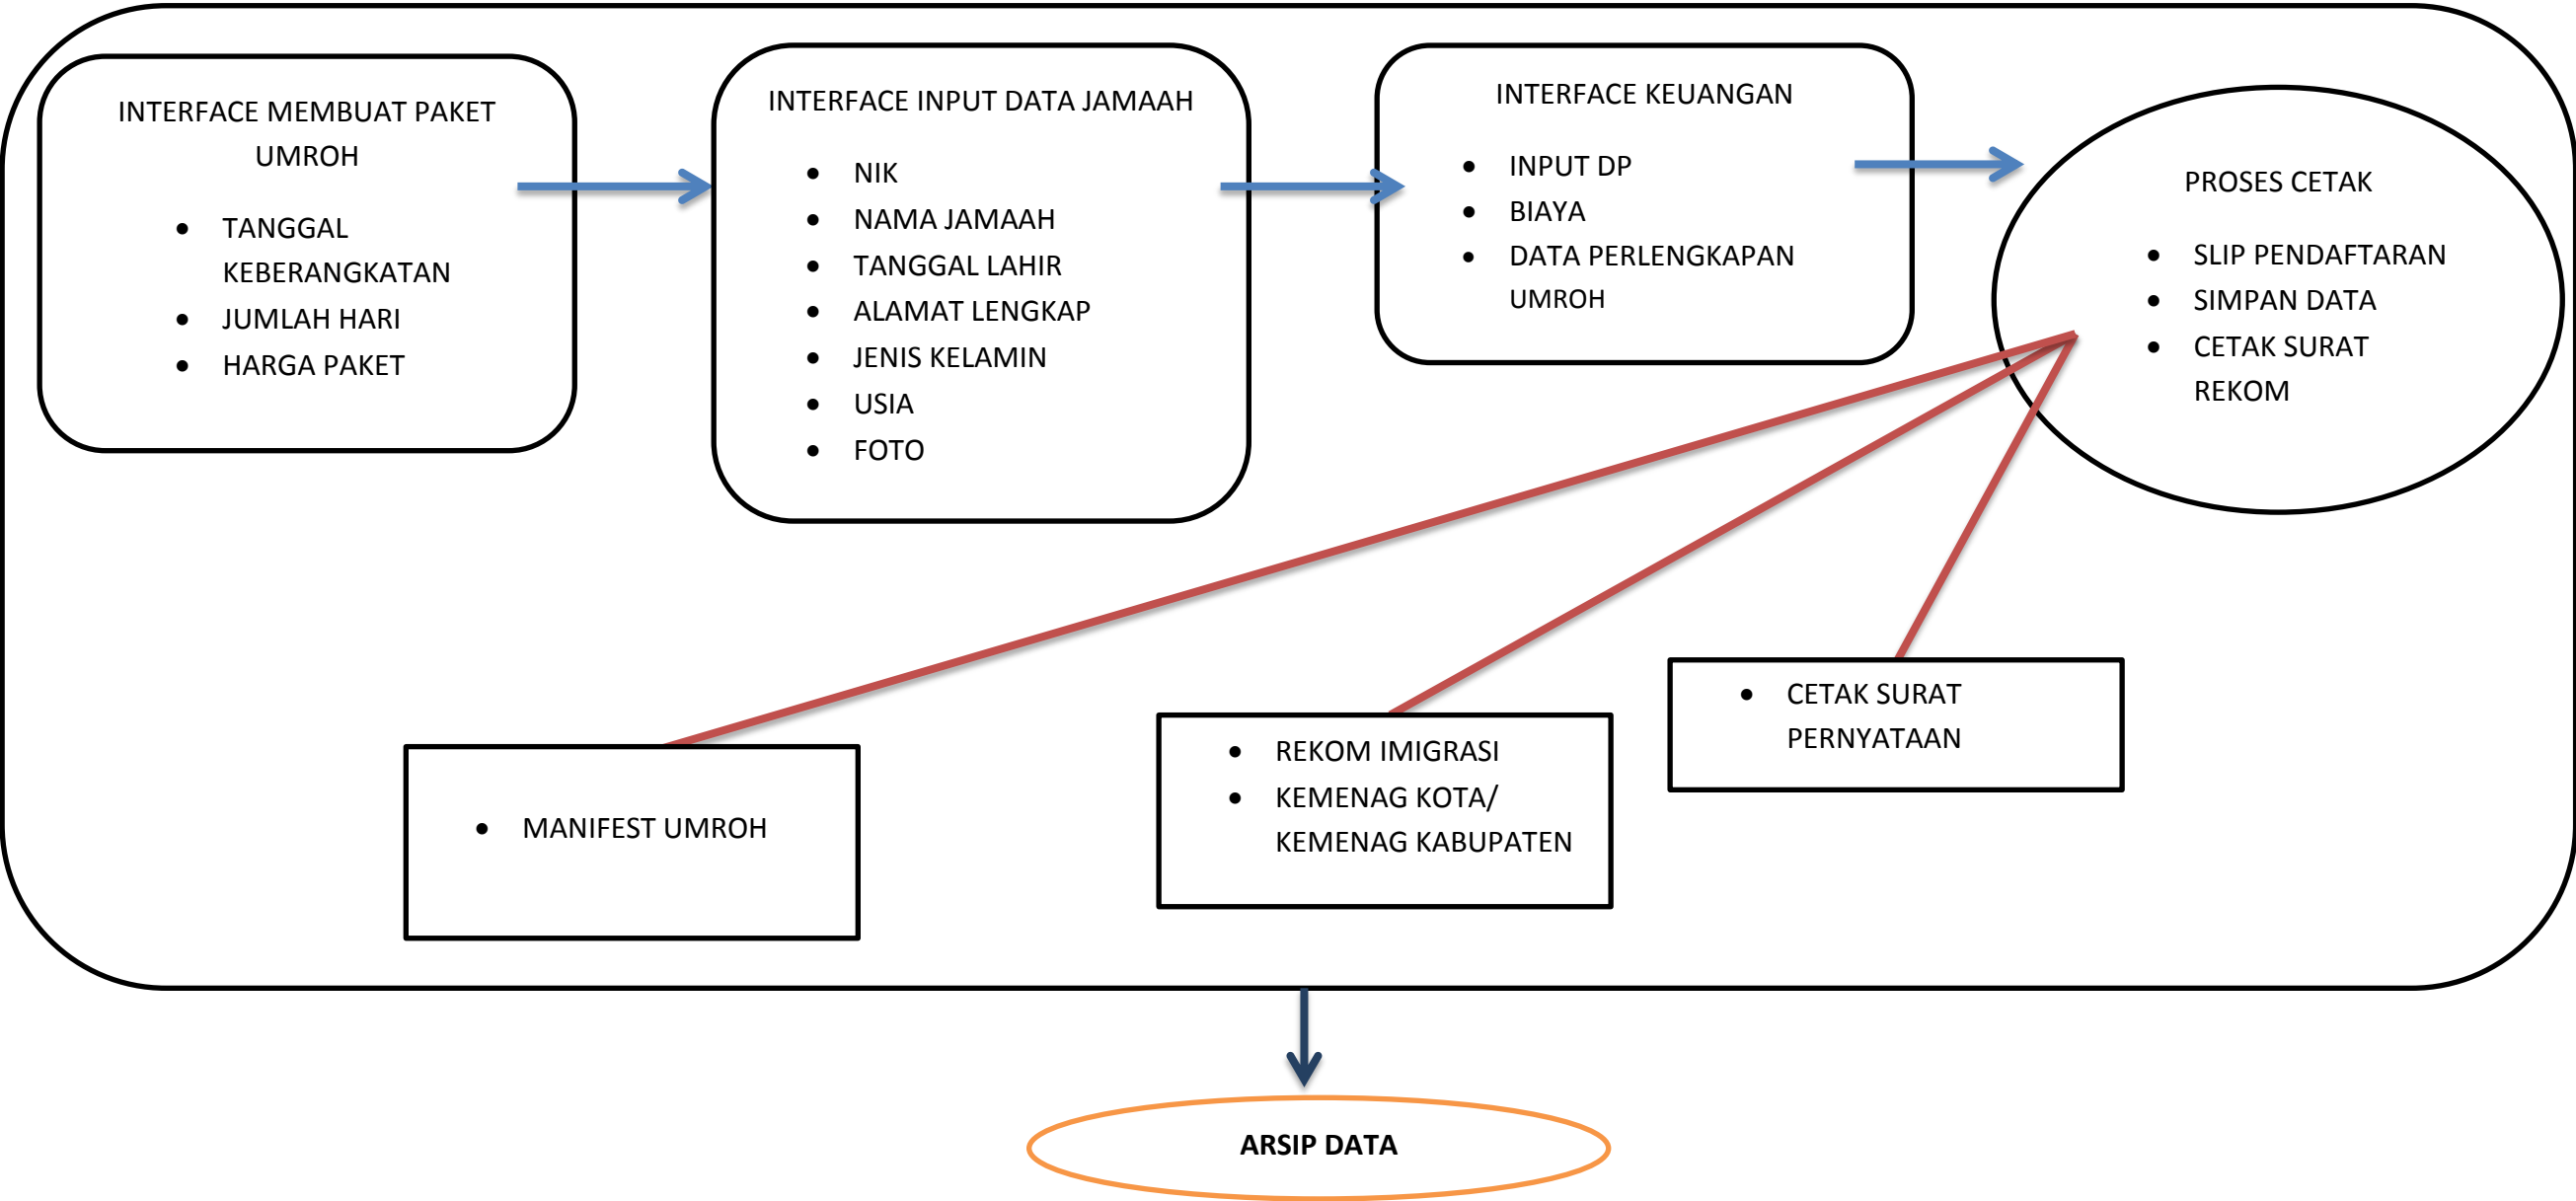 INTERFACE MEMBUAT PAKET
UMROH
• TANGGAL
KEBERANGKATAN
• JUMLAH HARI
• HARGA PAKET
INTERFACE INPUT DATA JAMAAH
• NIK
• NAMA JAMAAH
• TANGGAL LAHIR
• ALAMAT LENGKAP
• JENIS KELAMIN
• USIA
• FOTO
INTERFACE KEUANGAN
• INPUT DP
• BIAYA
• DATA PERLENGKAPAN
UMROH
PROSES CETAK
• SLIP PENDAFTARAN
• SIMPAN DATA
• CETAK SURAT
REKOM
• MANIFEST UMROH
• REKOM IMIGRASI
• KEMENAG KOTA/
KEMENAG KABUPATEN
• CETAK SURAT
PERNYATAAN
ARSIP DATA